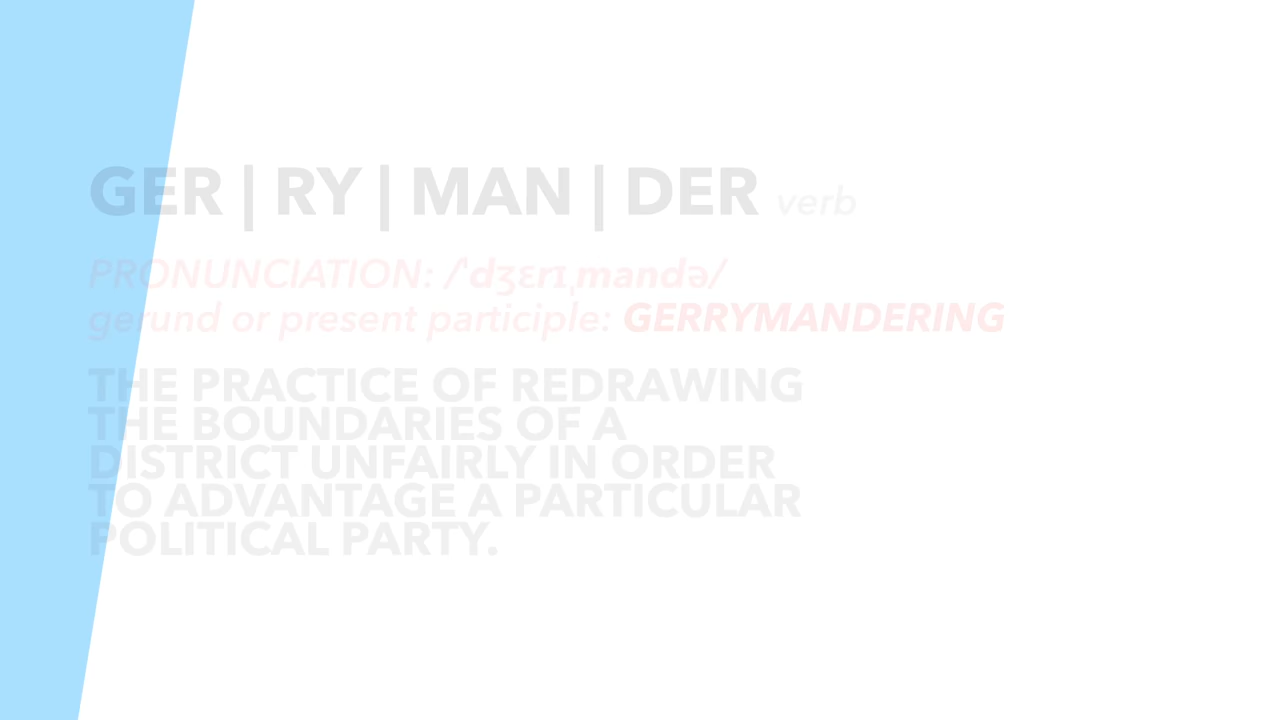 GER | RY | MAN | DER verb
PRONUNCIATION: /ˈdʒɛrɪˌmandə/
gerund or present participle: GERRYMANDERING
THE PRACTICE OF REDRAWING
THE BOUNDARIES OF A
DISTRICT UNFAIRLY IN ORDER
TO ADVANTAGE A PARTICULAR
POLITICAL PARTY.